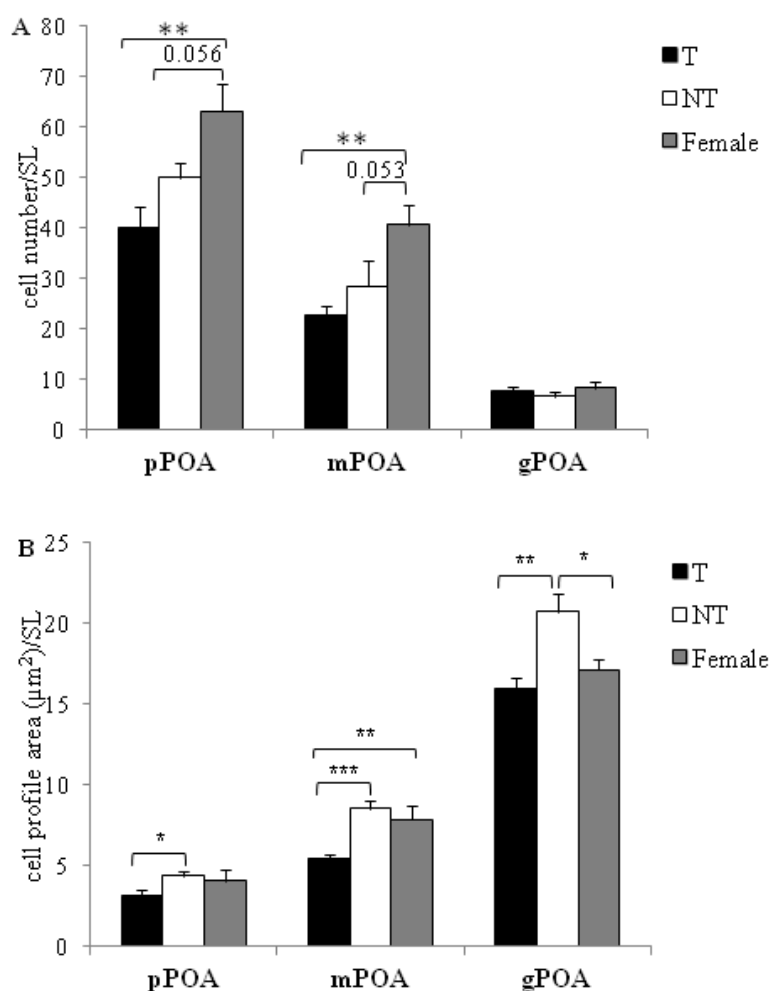 A
80
70
60
50
40
30
20
10
0
cell number/SL
**
0.056
**
0.053
T
NT
Female
pPOA mPOA gPOA
B
25
20
15
10
5
0
cell profile area (μm²)/SL
*
***
**
** *
T
NT
Female
pPOA mPOA gPOA